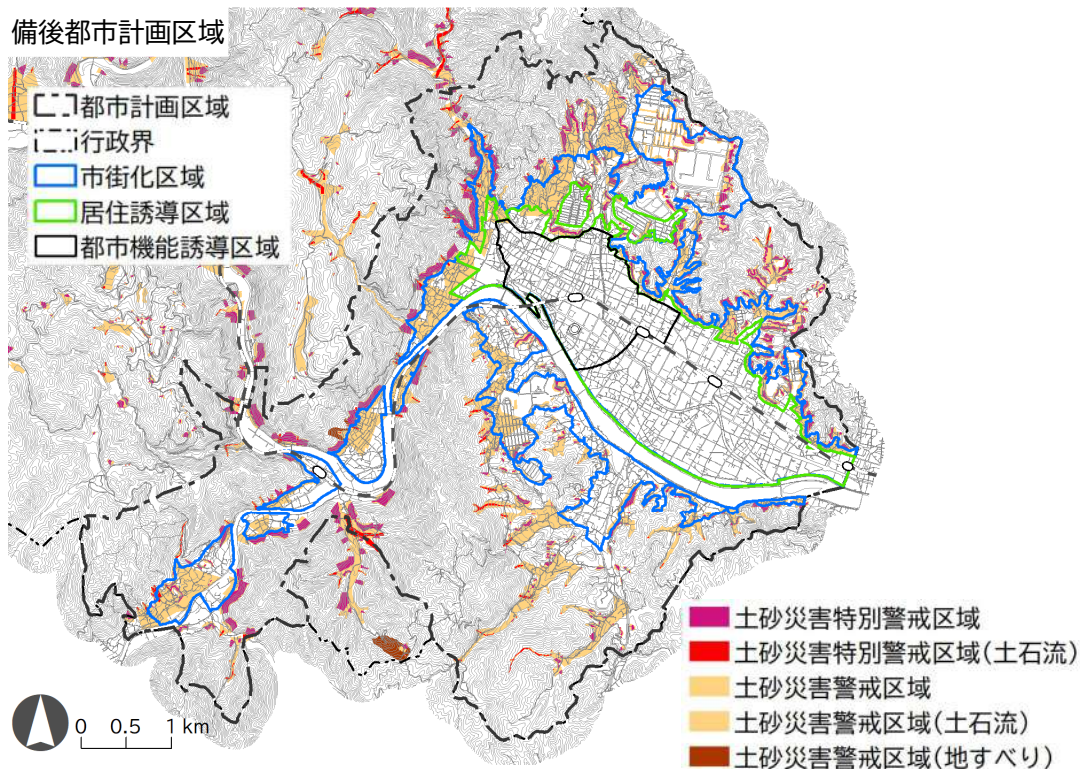 備後都市計画区域
都市計画区域
行政界
市街化区域
居住誘導区域
都市機能誘導区域
土砂災害特別警戒区域
土砂災害特別警戒区域(土石流)
土砂災害警戒区域
土砂災害警戒区域(土石流)
土砂災害警戒区域(地すべり)
0 0.5 1 km